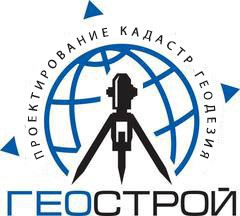 ПРОЕКТИРОВАНИЕ КАДАСТР ГЕОДЕЗИЯ
ГЕОСТРОЙ